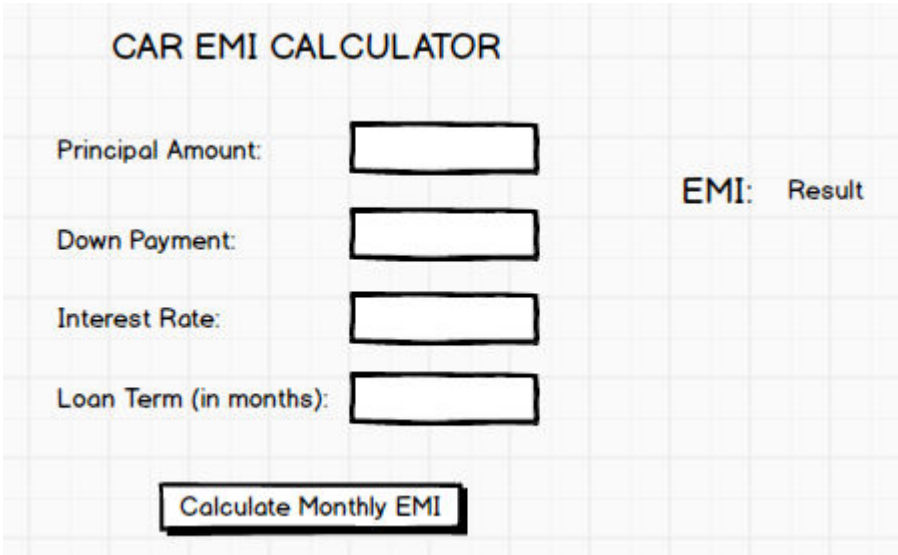 CAR EMI CALCULATOR
Principal Amount:
EMI: Result
Down Payment:
Interest Rate:
Loan Term (in months):
Calculate Monthly EMI